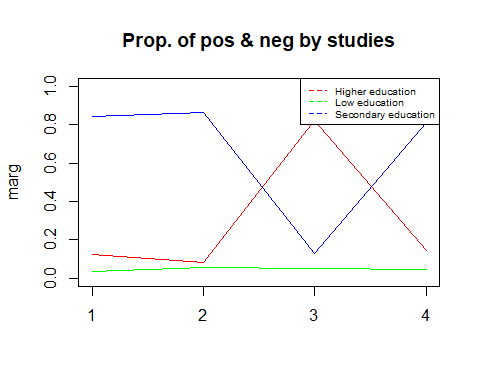 Prop. of pos & neg by studies
marg
1.0
0.8
0.6
0.4
0.2
0.0
Higher education
Low education
Secondary education
1 2 3 4